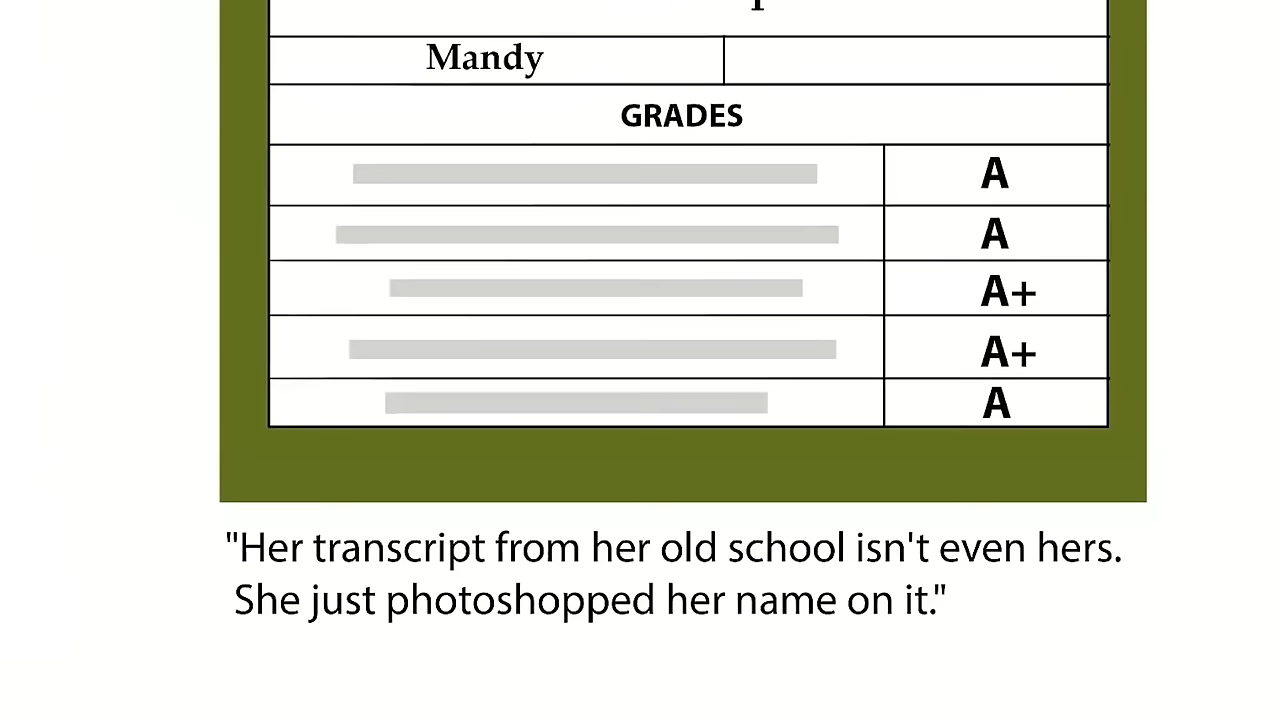 Mandy
GRADES
A
A
A+
A+
A
"Her transcript from her old school isn't even hers.
She just photoshopped her name on it."